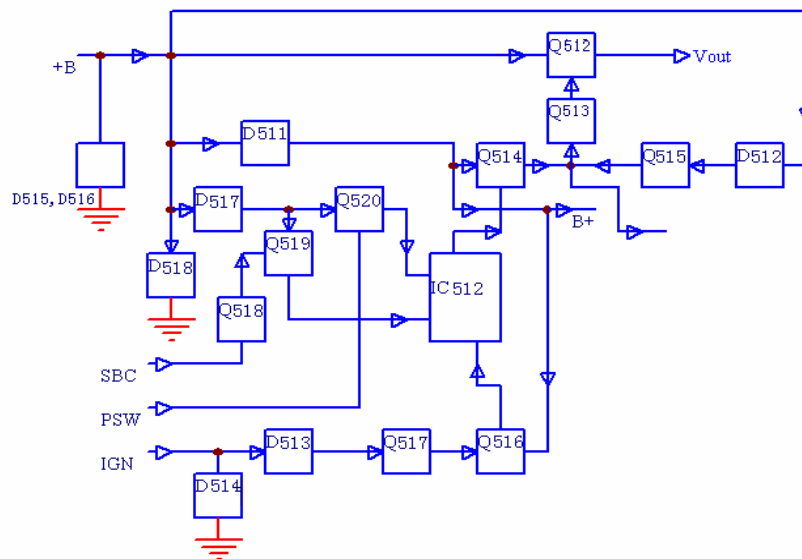 Q512
+B
Vout
Q513
D511
Q514
Q515
D512
D515, D516
D517
Q520
B+
Q519
D518
IC512
Q518
SBC
PSW
IGN
D513
Q517
Q516
D514